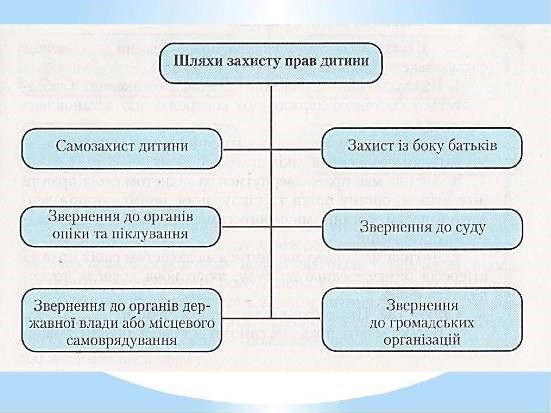 Шляхи захисту прав дитини
Самозахист дитини
Захист із боку батьків
Звернення до органів
опіки та піклування
Звернення до суду
Звернення до органів дер-
жавної влади або місцевого
самоврядування
Звернення
до громадських
організацій